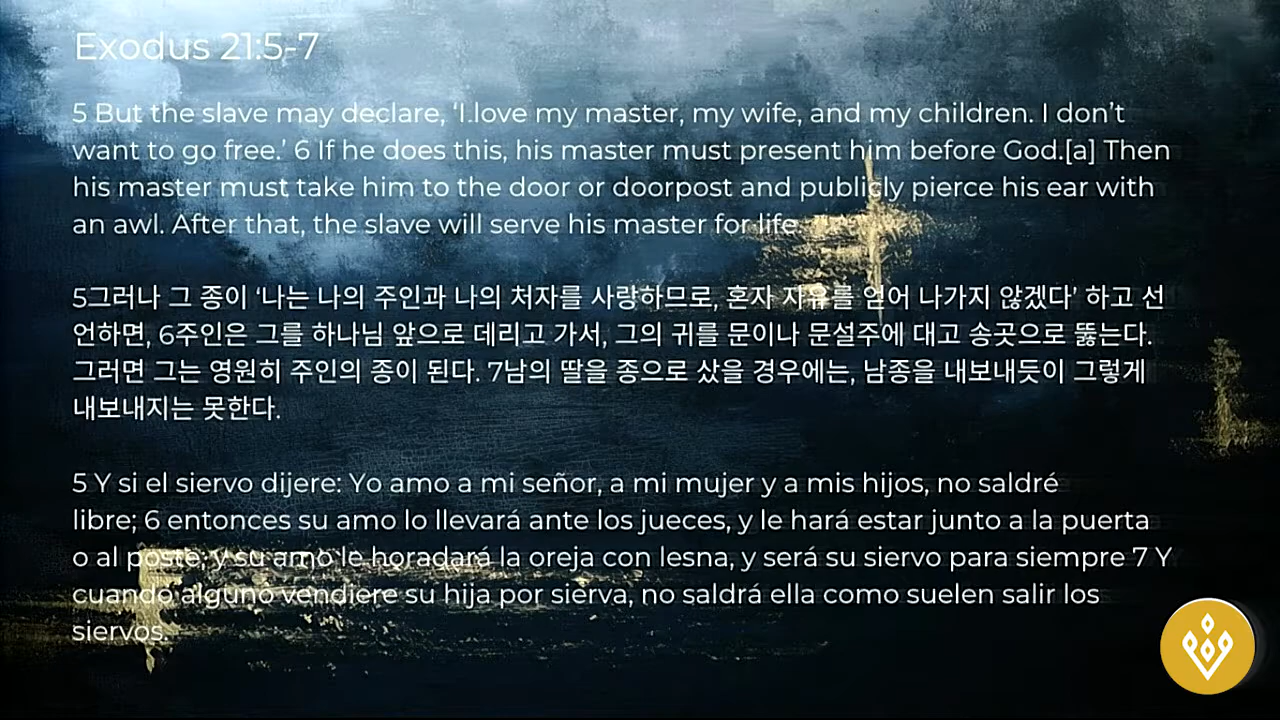 Exodus 21:5-7
5 But the slave may declare, ‘I love my master, my wife, and my children. I don’t
want to go free.’ 6 If he does this, his master must present him before God.[a] Then
his master must take him to the door or doorpost and publicly pierce his ear with
an awl. After that, the slave will serve his master for life.
5그러나 그 종이 ‘나는 나의 주인과 나의 처자를 사랑하므로, 혼자 자유를 얻어 나가지 않겠다’ 하고 선
언하면, 6주인은 그를 하나님 앞으로 데리고 가서, 그의 귀를 문이나 문설주에 대고 송곳으로 뚫는다.
그러면 그는 영원히 주인의 종이 된다. 7남의 딸을 종으로 샀을 경우에는, 남종을 내보내듯이 그렇게
내보내지는 못한다.
5 Y si el siervo dijere: Yo amo a mi señor, a mi mujer y a mis hijos, no saldré
libre; 6 entonces su amo lo llevará ante los jueces, y le hará estar junto a la puerta
o al poste; y su amo le horadará la oreja con lesna, y será su siervo para siempre 7 Y
cuando alguno vendiere su hija por sierva, no saldrá ella como suelen salir los
siervos.